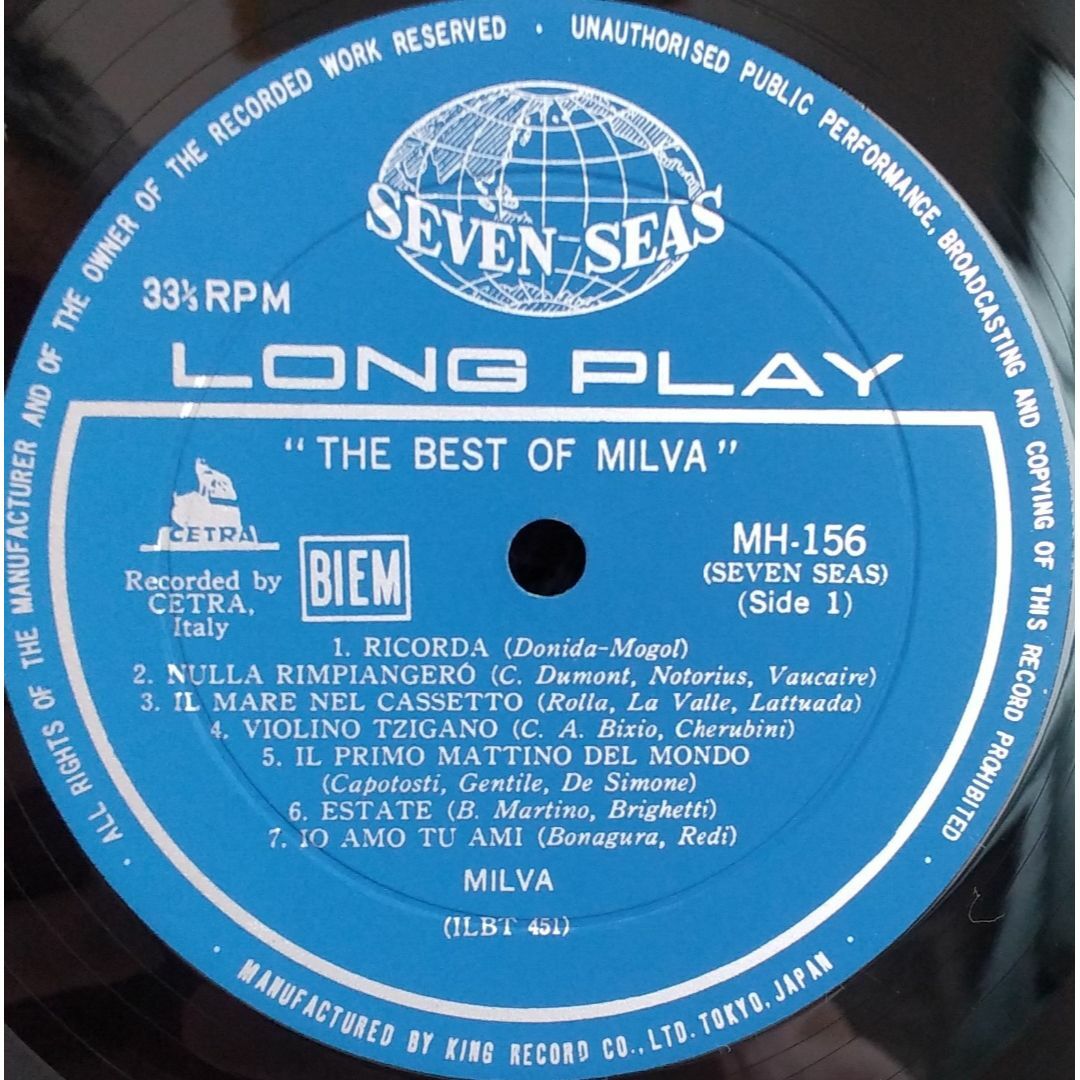 ALL RIGHTS OF THE MANUFACTURER AND OF THE OWNER OF THE RECORDED WORK RESERVED · UNAUTHORISED PUBLIC PERFORMANCE, BROADCASTING AND COPYING OF THIS RECORD PROHIBITED
SEVEN SEAS
33⅓ RPM
LONG PLAY
"THE BEST OF MILVA"
CETRA
Recorded by
CETRA,
Italy
BIEM
MH-156
(SEVEN SEAS)
(Side 1)
1. RICORDA (Donida-Mogol)
2. NULLA RIMPIANGERÓ (C. Dumont, Notorius, Vaucaire)
3. IL MARE NEL CASSETTO (Rolla, La Valle, Lattuada)
4. VIOLINO TZIGANO (C. A. Bixio, Cherubini)
5. IL PRIMO MATTINO DEL MONDO
(Capotosti, Gentile, De Simone)
6. ESTATE (B. Martino, Brighetti)
7. IO AMO TU AMI (Bonagura, Redi)
MILVA
(ILBT 451)
MANUFACTURED BY KING RECORD CO., LTD. TOKYO, JAPAN